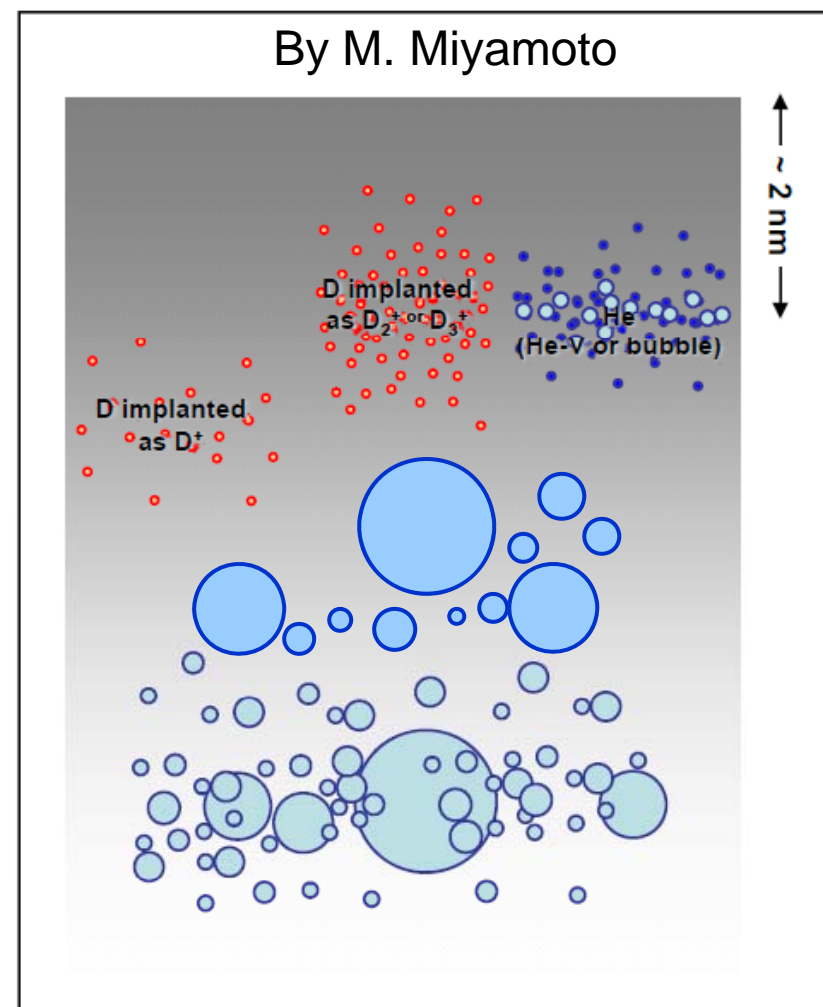 By M. Miyamoto
~ 2 nm
D implanted
as D₂⁺ or D₃⁺
He
(He-V or bubble)
D implanted
as D⁺